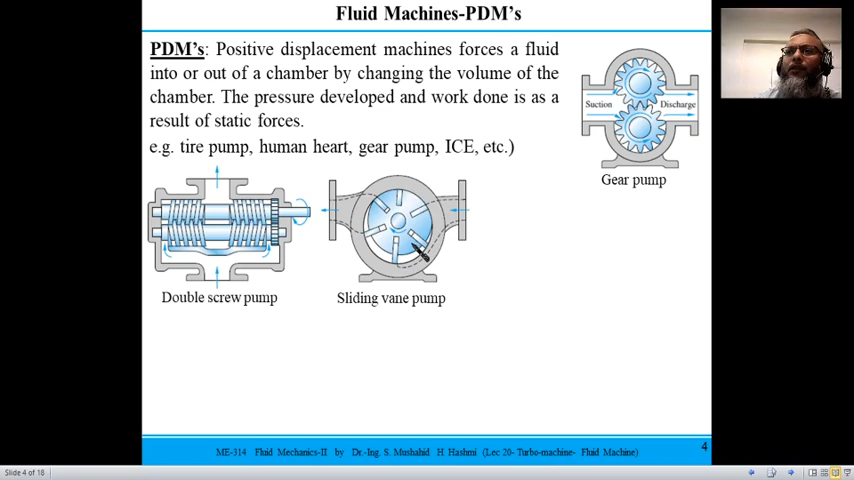 Fluid Machines-PDM's
PDM's: Positive displacement machines forces a fluid
into or out of a chamber by changing the volume of the
chamber. The pressure developed and work done is as a
result of static forces.
e.g. tire pump, human heart, gear pump, ICE, etc.)
Suction
Discharge
Gear pump
Double screw pump
Sliding vane pump
4
ME-314 Fluid Mechanics-II by Dr.-Ing. S. Mushahid H Hashmi (Lec 20- Turbo-machine- Fluid Machine)
Slide 4 of 18